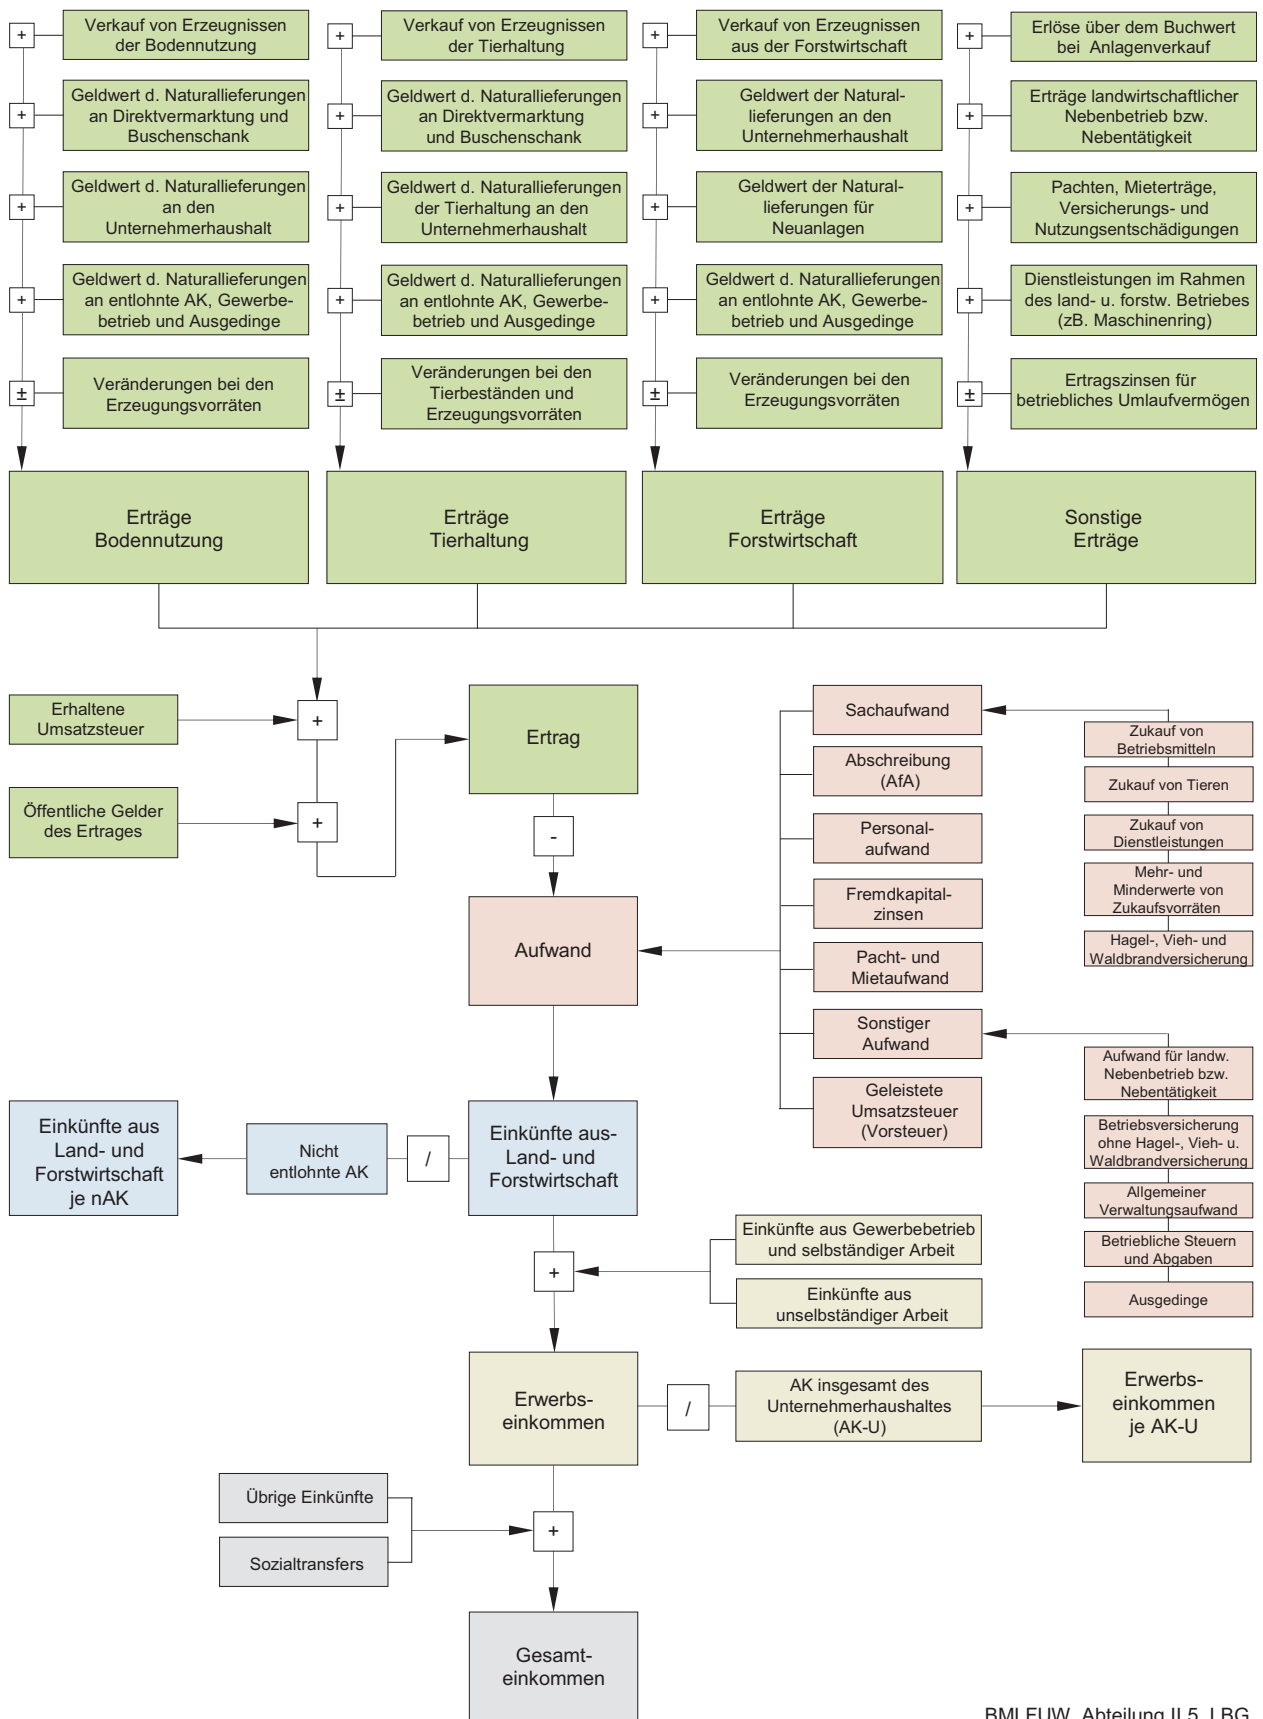 +
Verkauf von Erzeugnissen
der Bodennutzung
+
Geldwert d. Naturallieferungen
an Direktvermarktung und
Buschenschank
+
Geldwert d. Naturallieferungen
an den
Unternehmerhaushalt
+
Geldwert d. Naturallieferungen
an entlohnte AK, Gewerbe-
betrieb und Ausgedinge
±
Veränderungen bei den
Erzeugungsvorräten
Erträge
Bodennutzung
+
Verkauf von Erzeugnissen
der Tierhaltung
+
Geldwert d. Naturallieferungen
an Direktvermarktung
und Buschenschank
+
Geldwert d. Naturallieferungen
der Tierhaltung an den
Unternehmerhaushalt
+
Geldwert d. Naturallieferungen
an entlohnte AK, Gewerbe-
betrieb und Ausgedinge
±
Veränderungen bei den
Tierbeständen und
Erzeugungsvorräten
Erträge
Tierhaltung
+
Verkauf von Erzeugnissen
aus der Forstwirtschaft
+
Geldwert der Natural-
lieferungen an den
Unternehmerhaushalt
+
Geldwert der Natural-
lieferungen für
Neuanlagen
+
Geldwert d. Naturallieferungen
an entlohnte AK, Gewerbe-
betrieb und Ausgedinge
±
Veränderungen bei den
Erzeugungsvorräten
Erträge
Forstwirtschaft
+
Erlöse über dem Buchwert
bei Anlagenverkauf
+
Erträge landwirtschaftlicher
Nebenbetrieb bzw.
Nebentätigkeit
+
Pachten, Mieterträge,
Versicherungs- und
Nutzungsentschädigungen
+
Dienstleistungen im Rahmen
des land- u. forstw. Betriebes
(zB. Maschinenring)
±
Ertragszinsen für
betriebliches Umlaufvermögen
Sonstige
Erträge
Erhaltene
Umsatzsteuer
+
Öffentliche Gelder
des Ertrages
+
Ertrag
-
Aufwand
Sachaufwand
Abschreibung
(AfA)
Personal-
aufwand
Fremdkapital-
zinsen
Pacht- und
Mietaufwand
Sonstiger
Aufwand
Geleistete
Umsatzsteuer
(Vorsteuer)
Zukauf von
Betriebsmitteln
Zukauf von Tieren
Zukauf von
Dienstleistungen
Mehr- und
Minderwerte von
Zukaufsvorräten
Hagel-, Vieh- und
Waldbrandversicherung
Aufwand für landw.
Nebenbetrieb bzw.
Nebentätigkeit
Betriebsversicherung
ohne Hagel-, Vieh- u.
Waldbrandversicherung
Allgemeiner
Verwaltungsaufwand
Betriebliche Steuern
und Abgaben
Ausgedinge
Einkünfte aus
Land- und
Forstwirtschaft
je nAK
Nicht
entlohnte AK
/
Einkünfte aus-
Land- und
Forstwirtschaft
+
Einkünfte aus Gewerbebetrieb
und selbständiger Arbeit
Einkünfte aus
unselbständiger Arbeit
Erwerbs-
einkommen
/
AK insgesamt des
Unternehmerhaushaltes
(AK-U)
Erwerbs-
einkommen
je AK-U
Übrige Einkünfte
Sozialtransfers
+
Gesamt-
einkommen
BMLFUW, Abteilung II 5, LBG